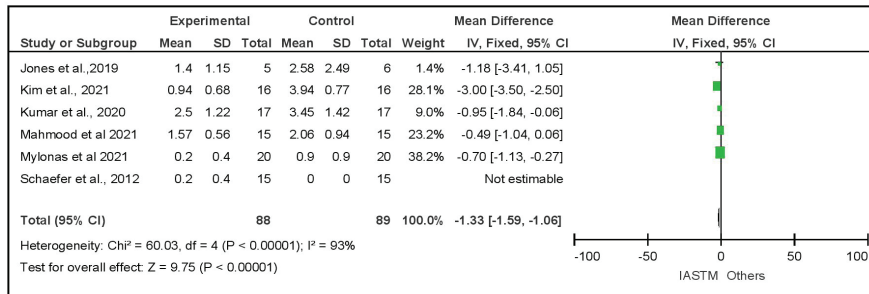 Experimental Control Mean Difference Mean Difference
Study or Subgroup Mean SD Total Mean SD Total Weight IV, Fixed, 95% CI IV, Fixed, 95% CI
Jones et al.,2019 1.4 1.15 5 2.58 2.49 6 1.4% -1.18 [-3.41, 1.05]
Kim et al., 2021 0.94 0.68 16 3.94 0.77 16 28.1% -3.00 [-3.50, -2.50]
Kumar et al., 2020 2.5 1.22 17 3.45 1.42 17 9.0% -0.95 [-1.84, -0.06]
Mahmood et al 2021 1.57 0.56 15 2.06 0.94 15 23.2% -0.49 [-1.04, 0.06]
Mylonas et al 2021 0.2 0.4 20 0.9 0.9 20 38.2% -0.70 [-1.13, -0.27]
Schaefer et al., 2012 0.2 0.4 15 0 0 15 Not estimable
Total (95% CI) 88 89 100.0% -1.33 [-1.59, -1.06]
Heterogeneity: Chi² = 60.03, df = 4 (P < 0.00001); I² = 93%
Test for overall effect: Z = 9.75 (P < 0.00001)
-100 -50 0 50 100
IASTM Others